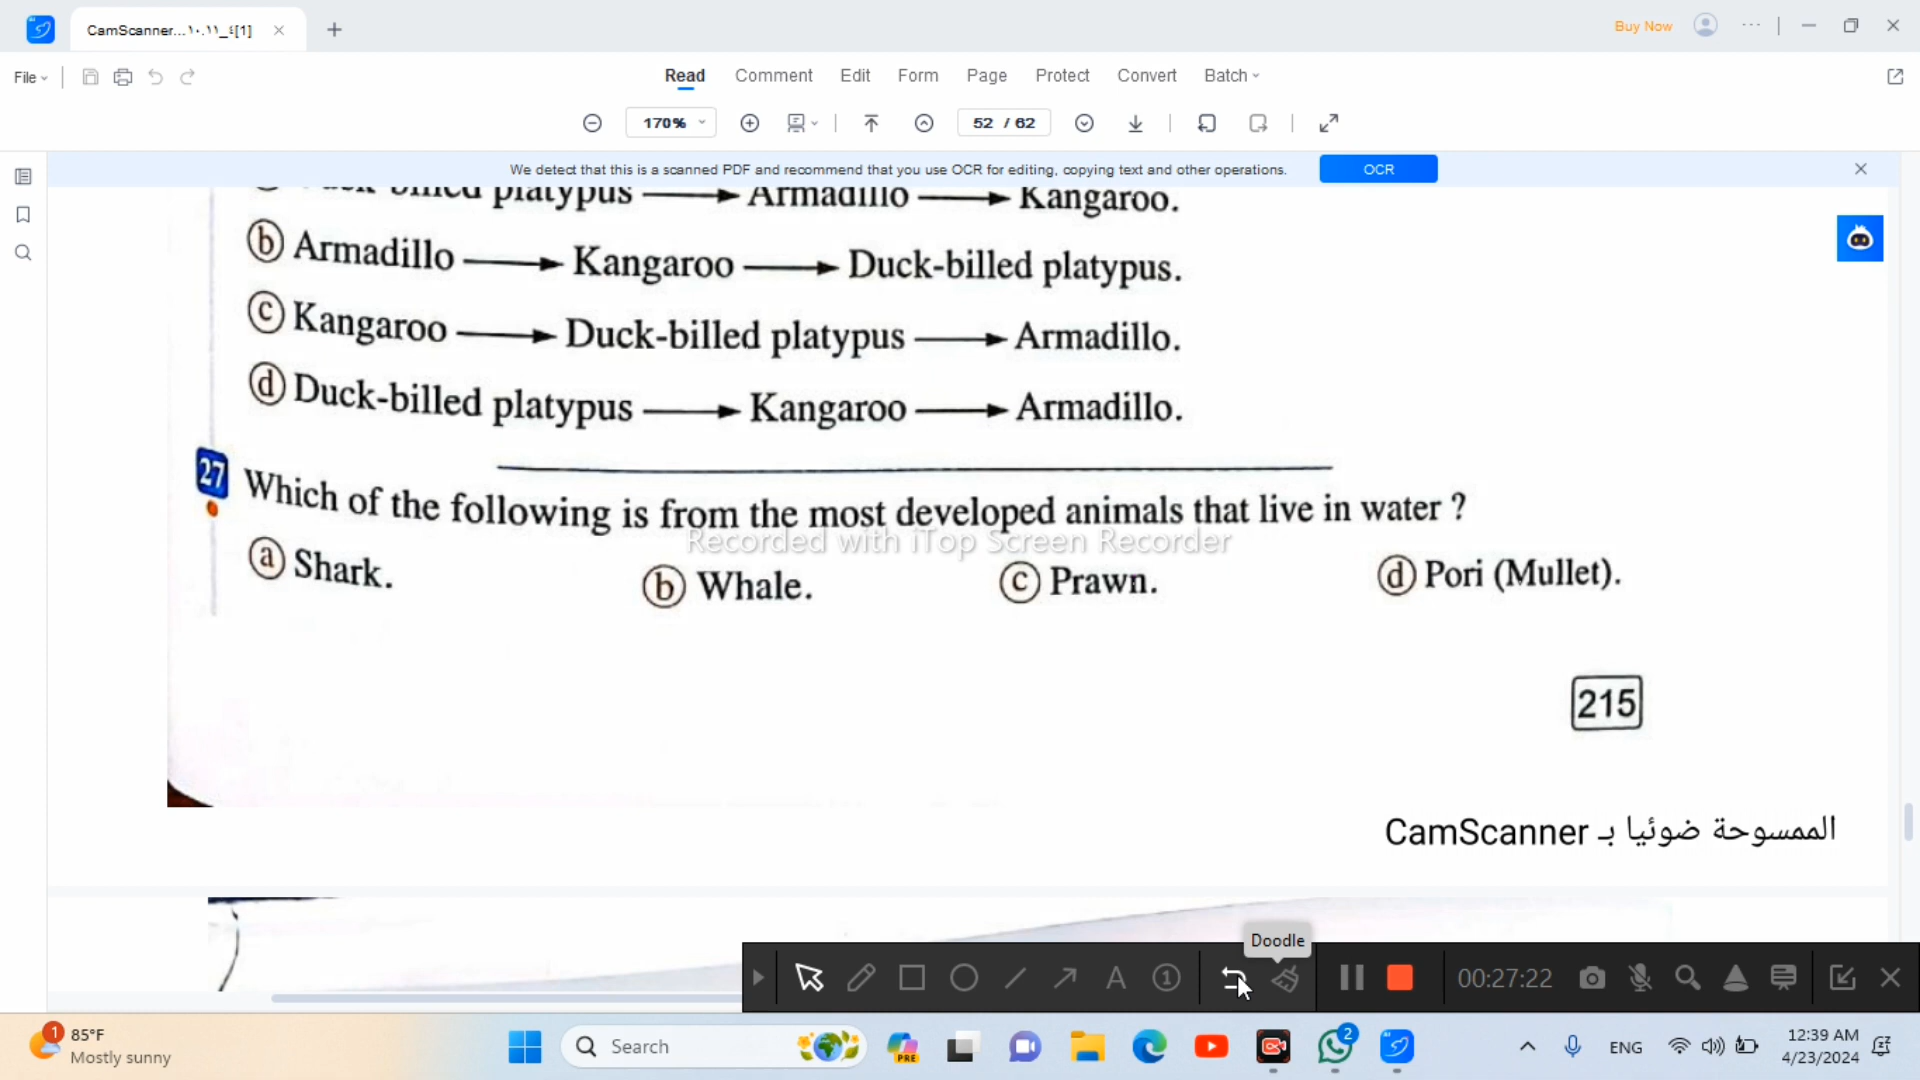 CamScanner...١٠.١١_٤[1]
Buy Now
File
Read Comment Edit Form Page Protect Convert Batch
170%
52 / 62
We detect that this is a scanned PDF and recommend that you use OCR for editing, copying text and other operations.
OCR
billed platypus → Armadillo → Kangaroo.
b Armadillo → Kangaroo → Duck-billed platypus.
c Kangaroo → Duck-billed platypus → Armadillo.
d Duck-billed platypus → Kangaroo → Armadillo.
27 Which of the following is from the most developed animals that live in water ?
Recorded with iTop Screen Recorder
a Shark. b Whale. c Prawn. d Pori (Mullet).
215
الممسوحة ضوئيا بـ CamScanner
Doodle
A 1 00:27:22
1 85°F
Mostly sunny
Search
PRE
2
ENG
12:39 AM
4/23/2024